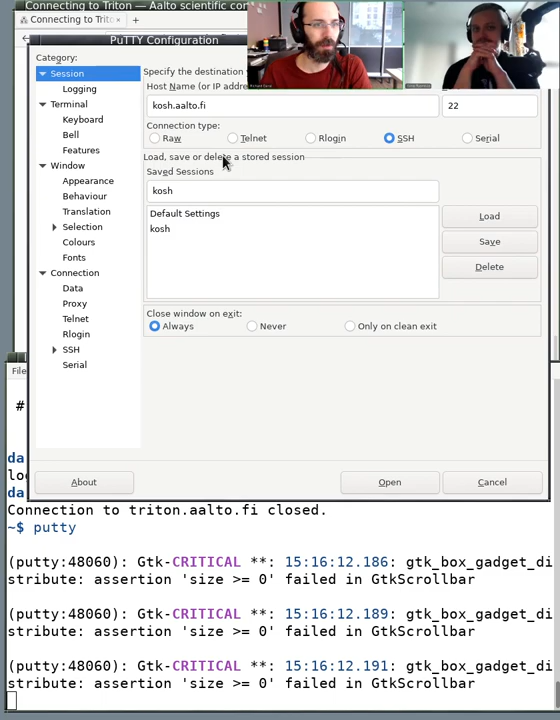 Connecting to Triton — Aalto scientific con
Connecting to Trito
PuTTY Configuration
Category:
Session
Logging
Terminal
Keyboard
Bell
Features
Window
Appearance
Behaviour
Translation
Selection
Colours
Fonts
Connection
Data
Proxy
Telnet
Rlogin
SSH
Serial
Specify the destination
Host Name (or IP addre
kosh.aalto.fi
22
Connection type:
Raw Telnet Rlogin SSH Serial
Load, save or delete a stored session
Saved Sessions
kosh
Default Settings
kosh
Load
Save
Delete
Close window on exit:
Always Never Only on clean exit
About Open Cancel
File
#
da
loc
da
Connection to triton.aalto.fi closed.
~$ putty
(putty:48060): Gtk-CRITICAL **: 15:16:12.186: gtk_box_gadget_di
stribute: assertion 'size >= 0' failed in GtkScrollbar
(putty:48060): Gtk-CRITICAL **: 15:16:12.189: gtk_box_gadget_di
stribute: assertion 'size >= 0' failed in GtkScrollbar
(putty:48060): Gtk-CRITICAL **: 15:16:12.191: gtk_box_gadget_di
stribute: assertion 'size >= 0' failed in GtkScrollbar